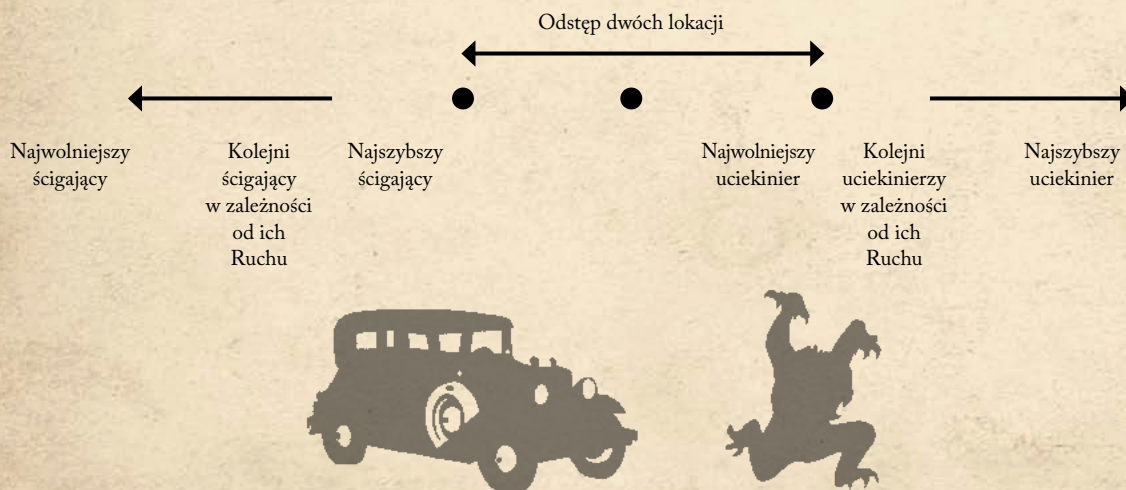 Odstęp dwóch lokacji
Najwolniejszy
ścigający
Kolejni
ścigający
w zależności
od ich
Ruchu
Najszybszy
ścigający
Najwolniejszy
uciekinier
Kolejni
uciekinierzy
w zależności
od ich
Ruchu
Najszybszy
uciekinier